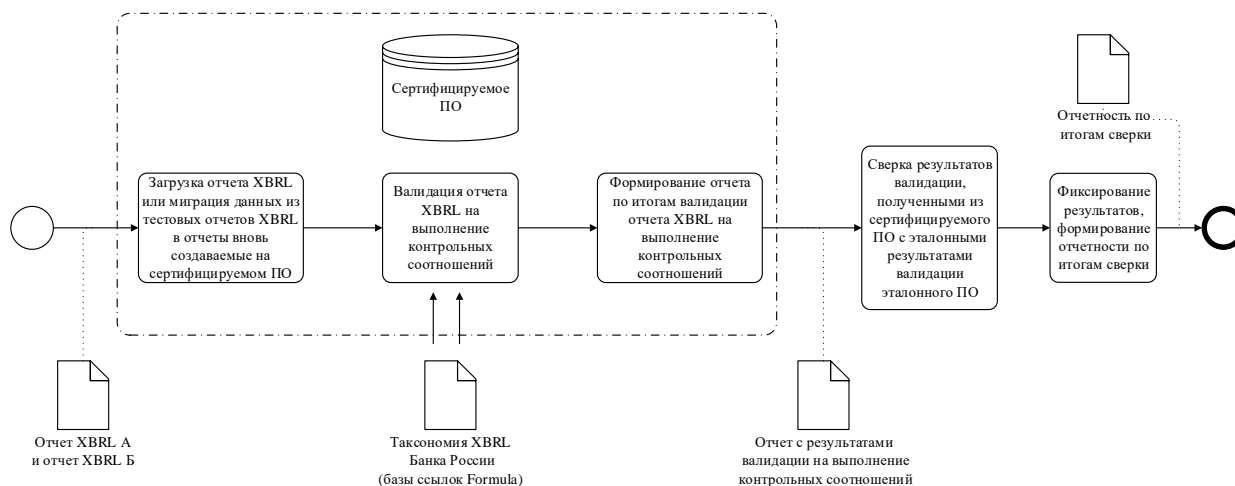 Сертифицируемое
ПО
Отчетность по
итогам сверки
Загрузка отчета XBRL
или миграция данных из
тестовых отчетов XBRL
в отчеты вновь
создаваемые на
сертифицируемом ПО
Валидация отчета
XBRL на
выполнение
контрольных
соотношений
Формирование отчета
по итогам валидации
отчета XBRL на
выполнение
контрольных
соотношений
Сверка результатов
валидации,
полученными из
сертифицируемого
ПО с эталонными
результатами
валидации
эталонного ПО
Фиксирование
результатов,
формирование
отчетности по
итогам сверки
Отчет XBRL А
и отчет XBRL Б
Таксономия XBRL
Банка России
(базы ссылок Formula)
Отчет с результатами
валидации на выполнение
контрольных соотношений